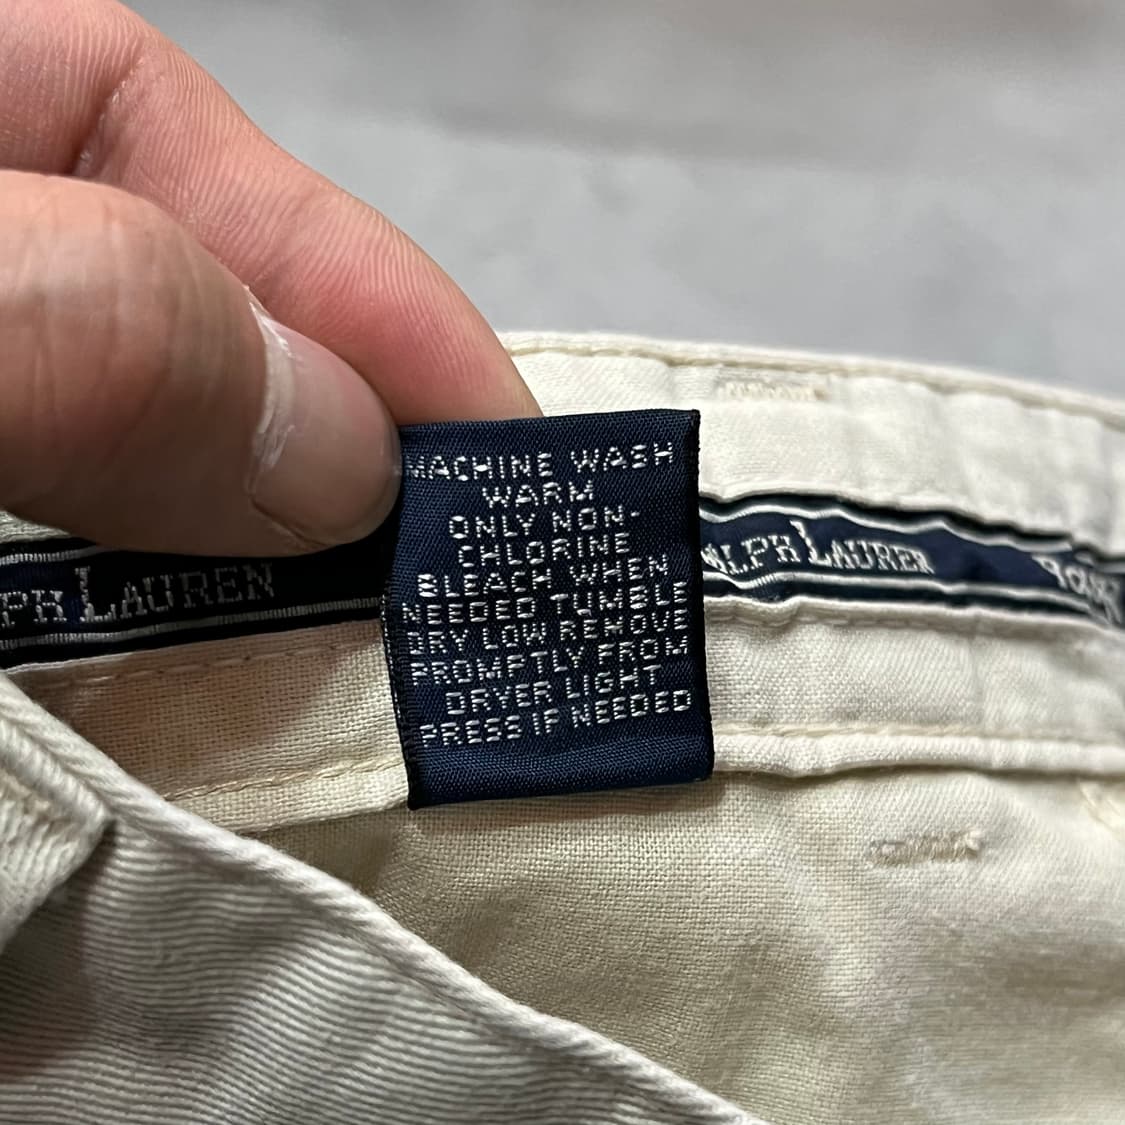 MACHINE WASH
WARM
ONLY NON-
CHLORINE
BLEACH WHEN
NEEDED TUMBLE
DRY LOW REMOVE
PROMPTLY FROM
DRYER LIGHT
PRESS IF NEEDED
LPH LAUREN
ALPH LAUREN